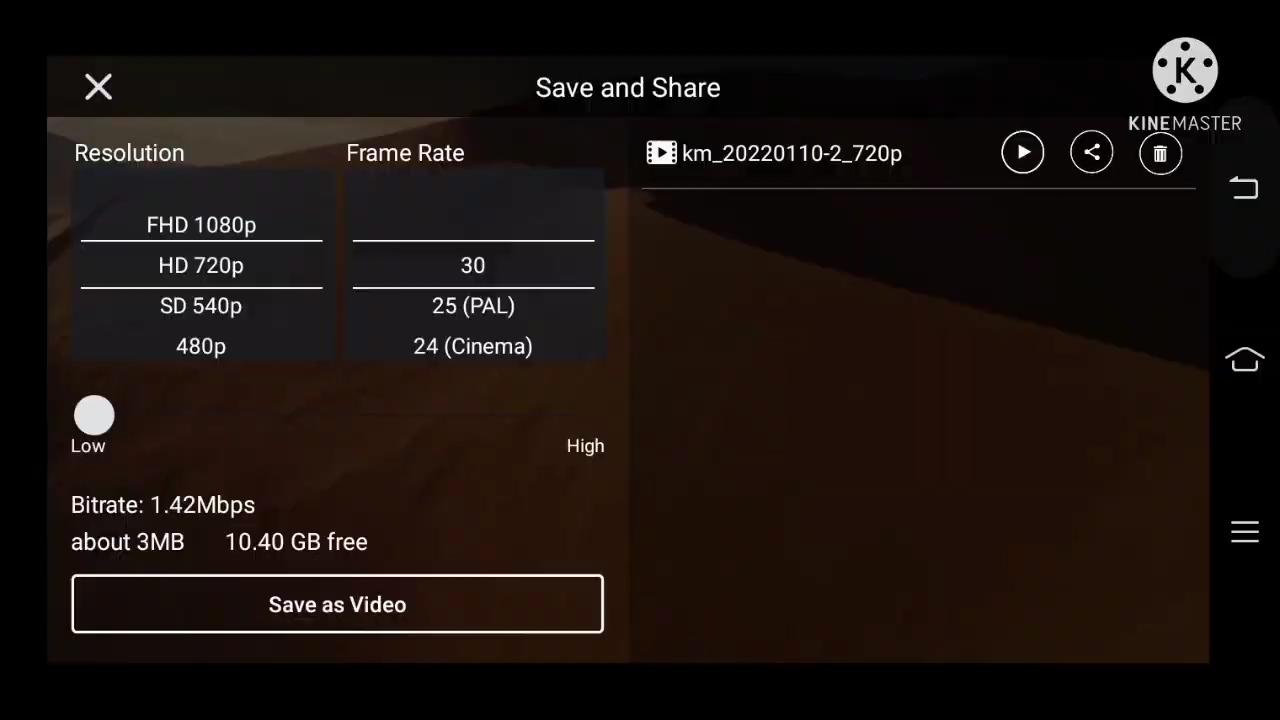 Save and Share
K
KINEMASTER
Resolution
Frame Rate
km_20220110-2_720p
FHD 1080p
HD 720p
SD 540p
480p
30
25 (PAL)
24 (Cinema)
Low
High
Bitrate: 1.42Mbps
about 3MB
10.40 GB free
Save as Video